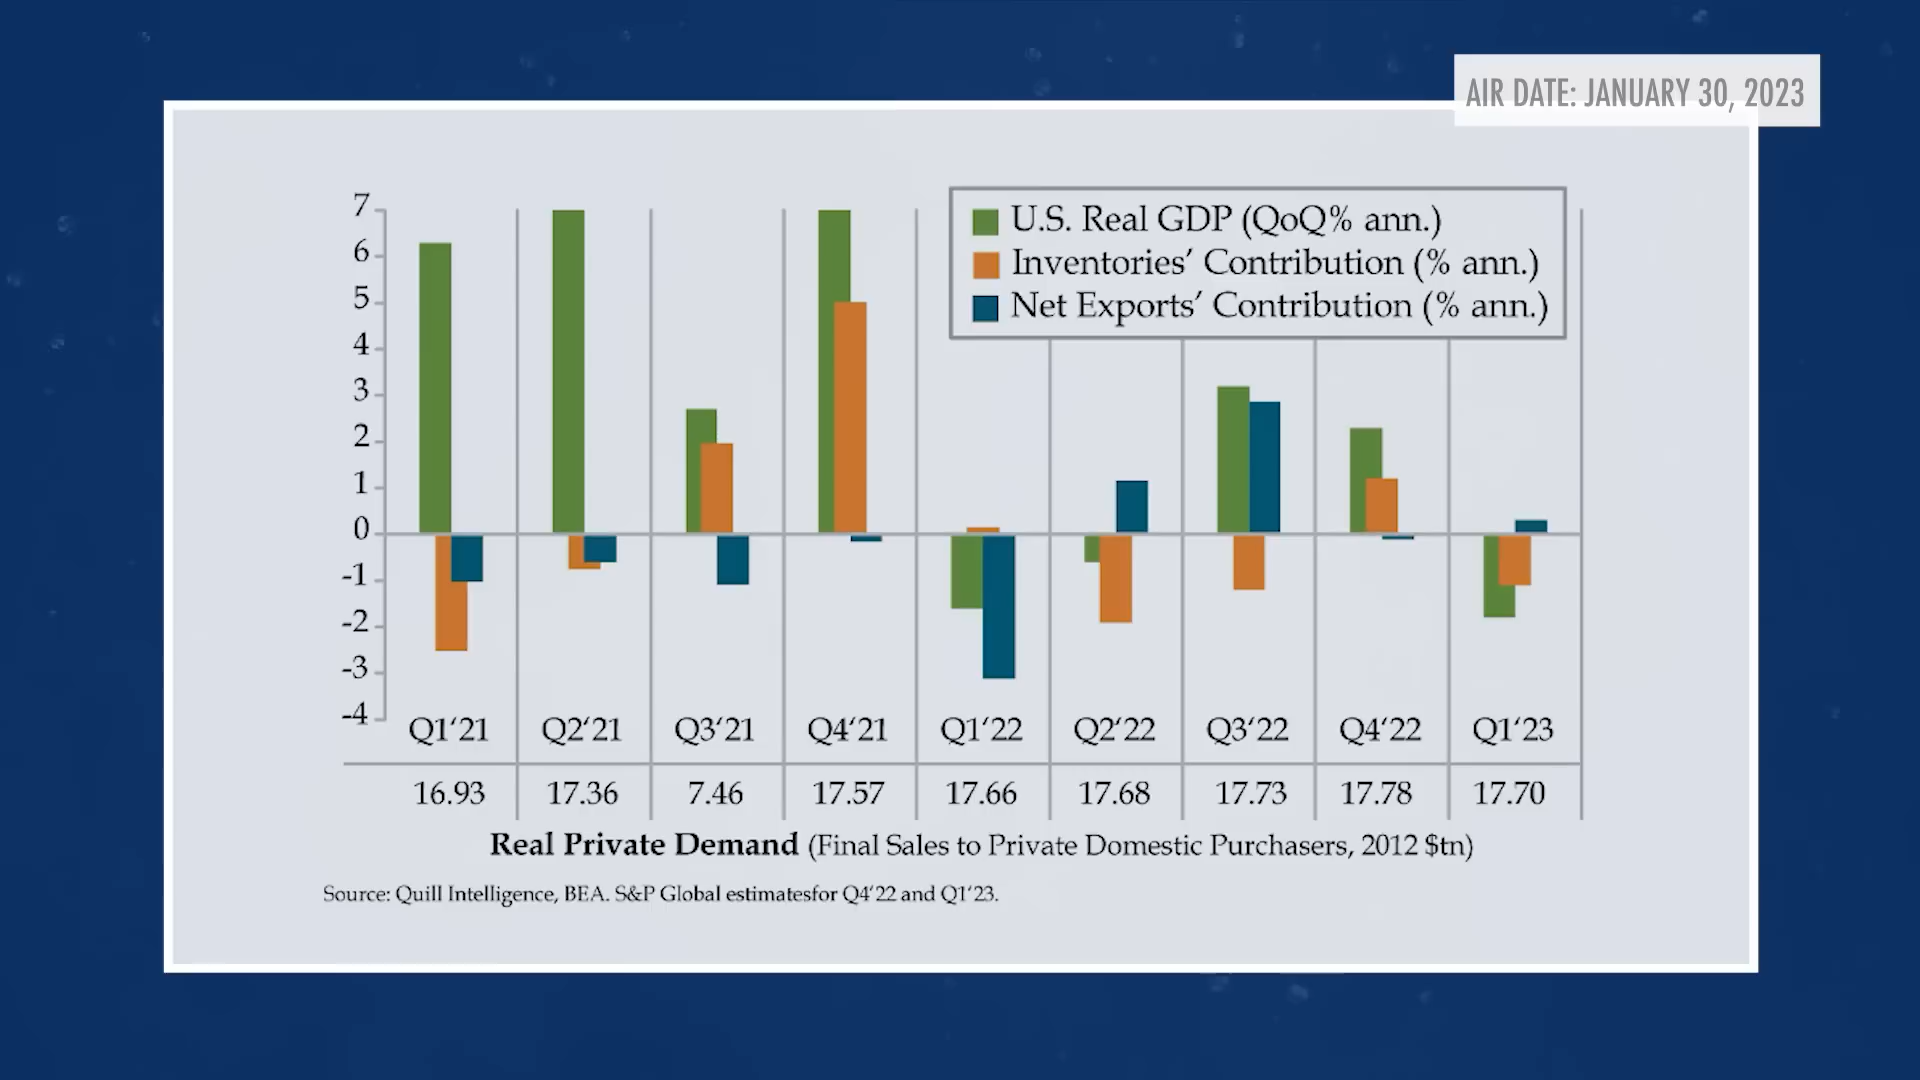 AIR DATE: JANUARY 30, 2023
U.S. Real GDP (QoQ% ann.)
Inventories’ Contribution (% ann.)
Net Exports’ Contribution (% ann.)
7
6
5
4
3
2
1
0
-1
-2
-3
-4
Q1‘21 Q2‘21 Q3‘21 Q4‘21 Q1‘22 Q2‘22 Q3‘22 Q4‘22 Q1‘23
16.93 17.36 7.46 17.57 17.66 17.68 17.73 17.78 17.70
Real Private Demand (Final Sales to Private Domestic Purchasers, 2012 $tn)
Source: Quill Intelligence, BEA. S&P Global estimatesfor Q4‘22 and Q1‘23.